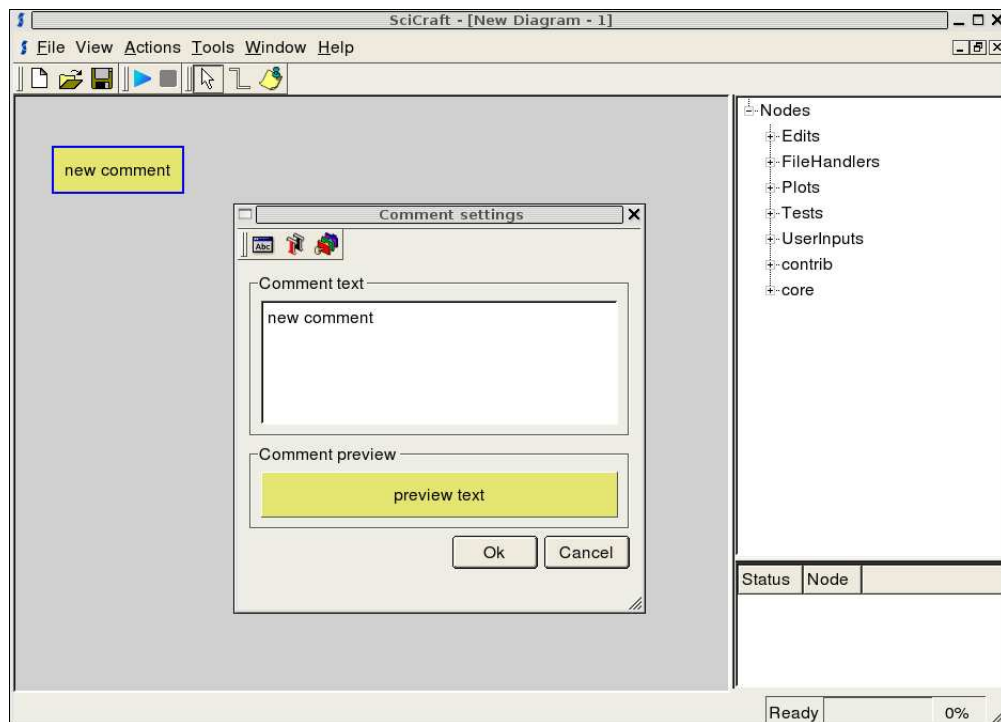 SciCraft - [New Diagram - 1]
File View Actions Tools Window Help
new comment
Comment settings
Abc
Comment text
new comment
Comment preview
preview text
Ok Cancel
Nodes
Edits
FileHandlers
Plots
Tests
UserInputs
contrib
core
Status Node
Ready 0%